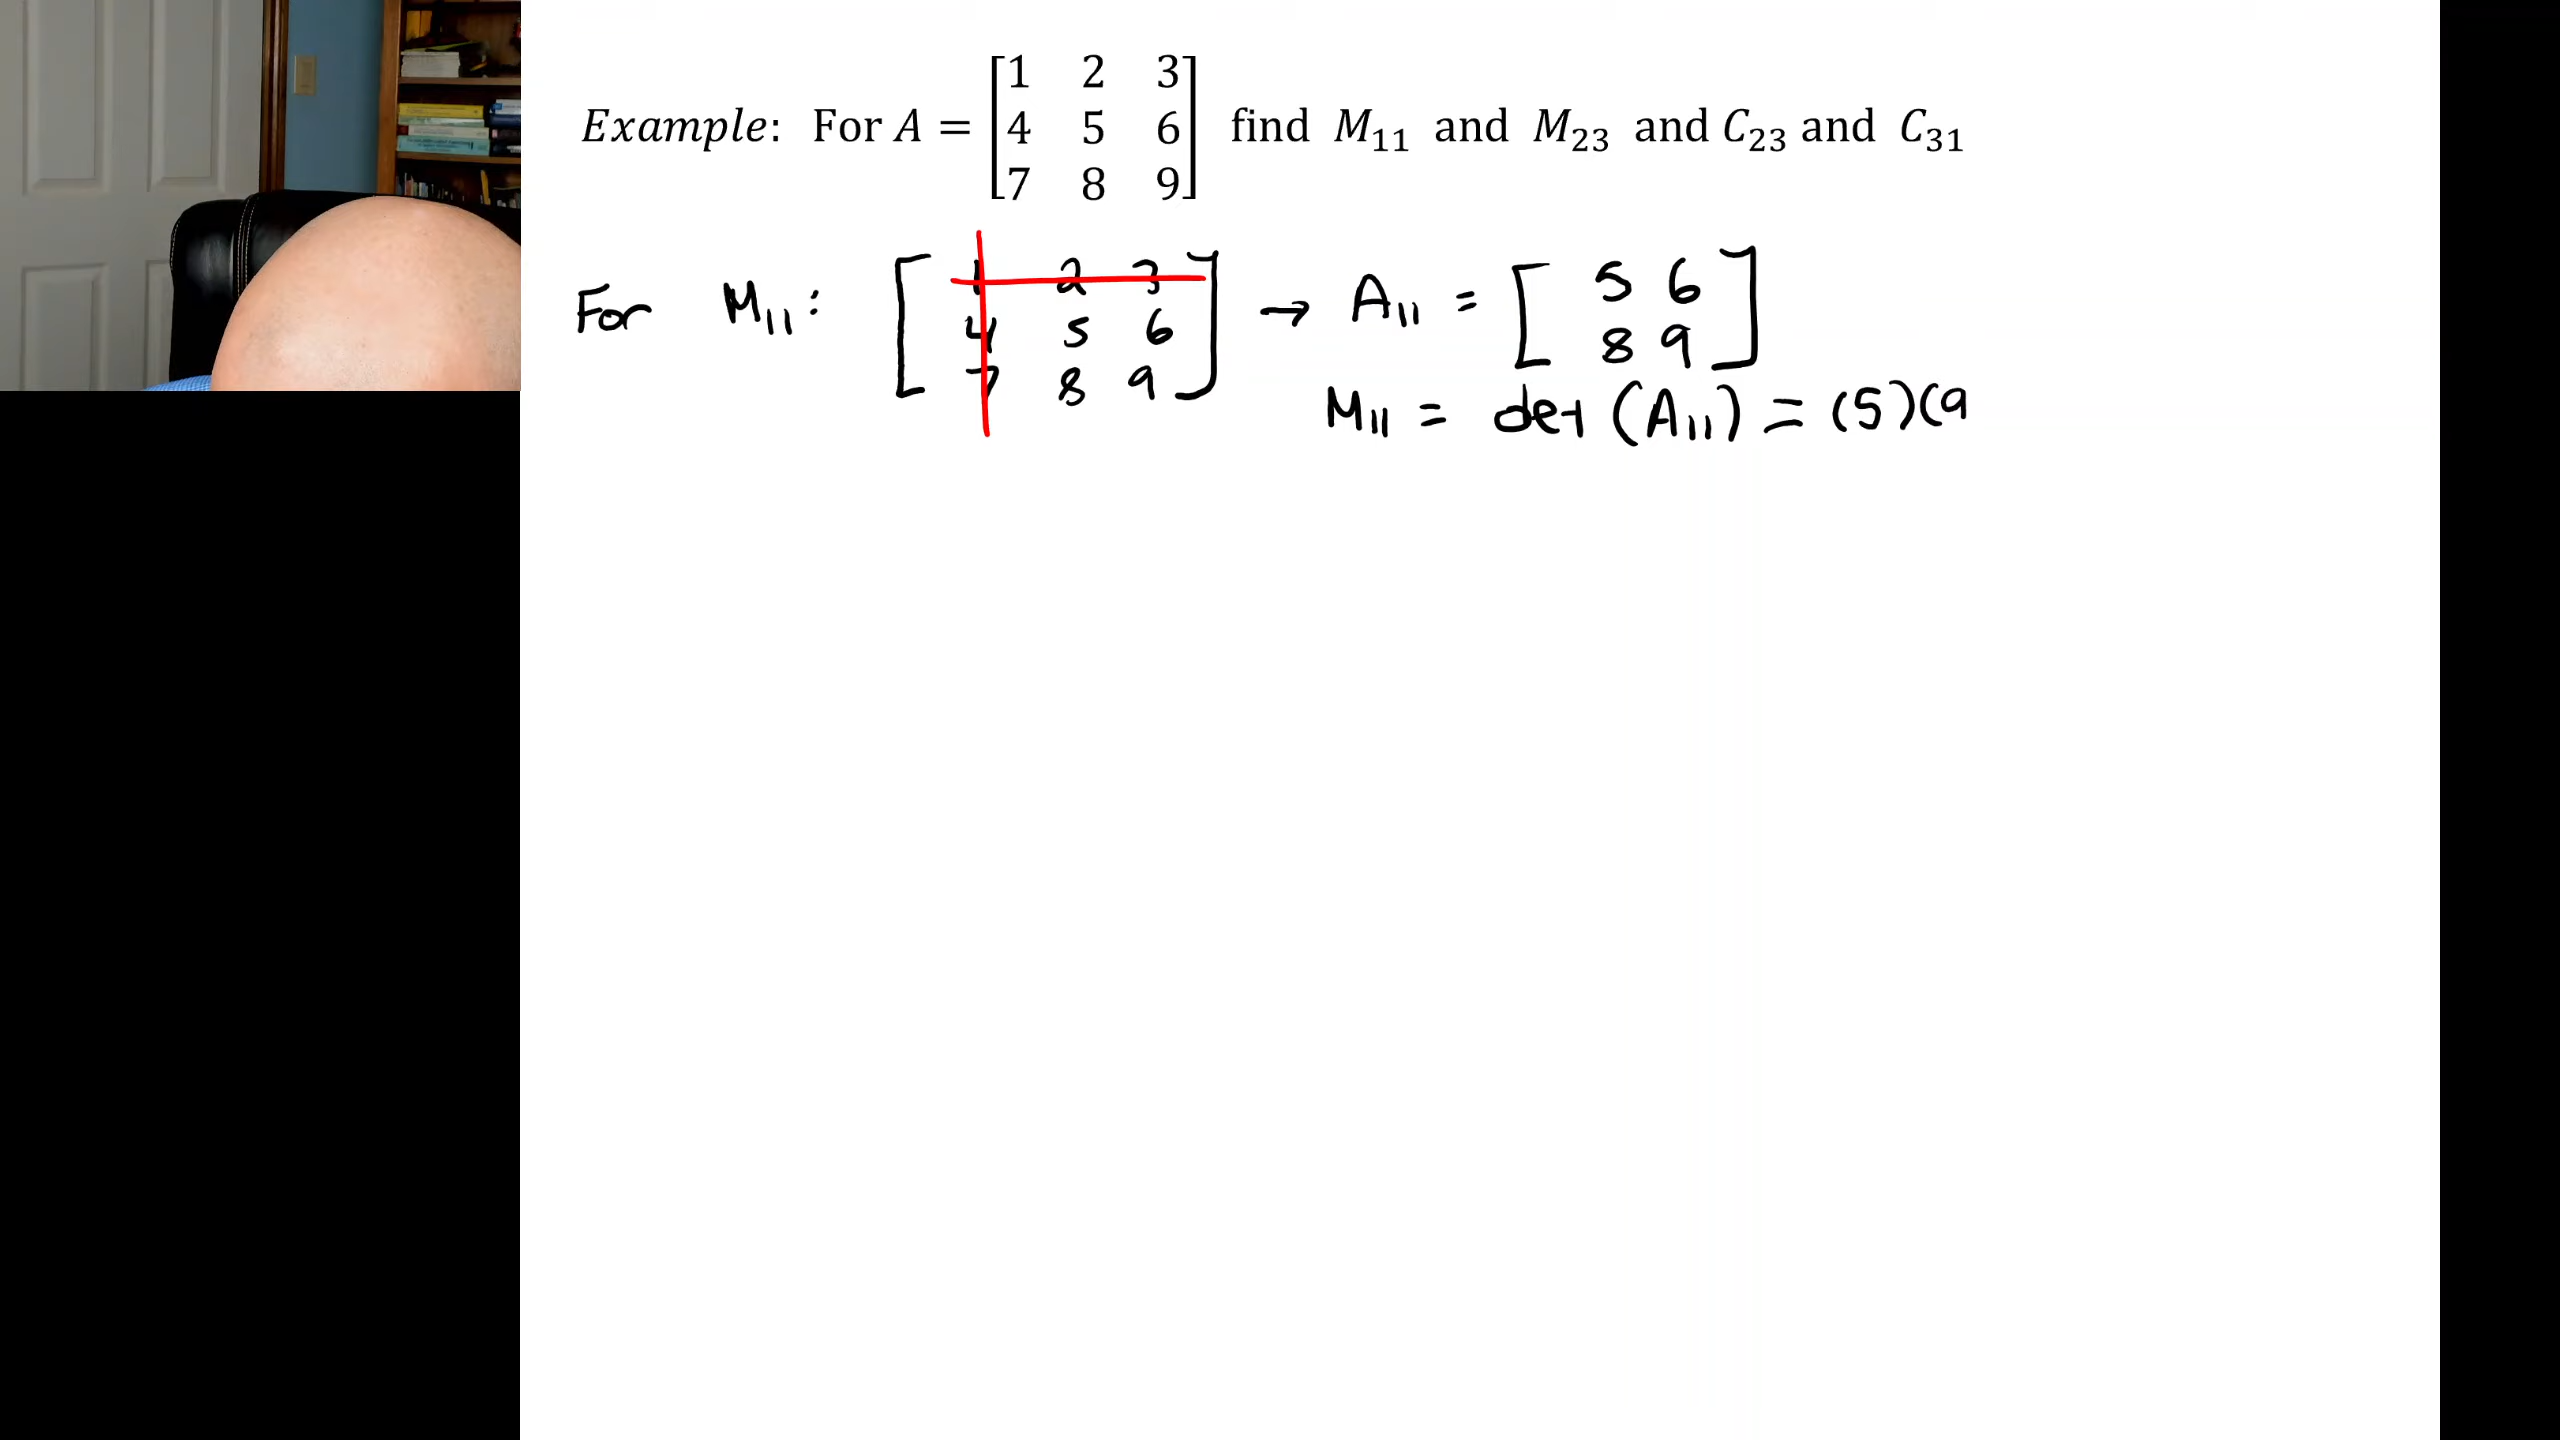 Example: For A = [1 2 3; 4 5 6; 7 8 9] find M₁₁ and M₂₃ and C₂₃ and C₃₁
For M₁₁: [1 2 3; 4 5 6; 7 8 9] → A₁₁ = [5 6; 8 9]
M₁₁ = det (A₁₁) = (5)(9